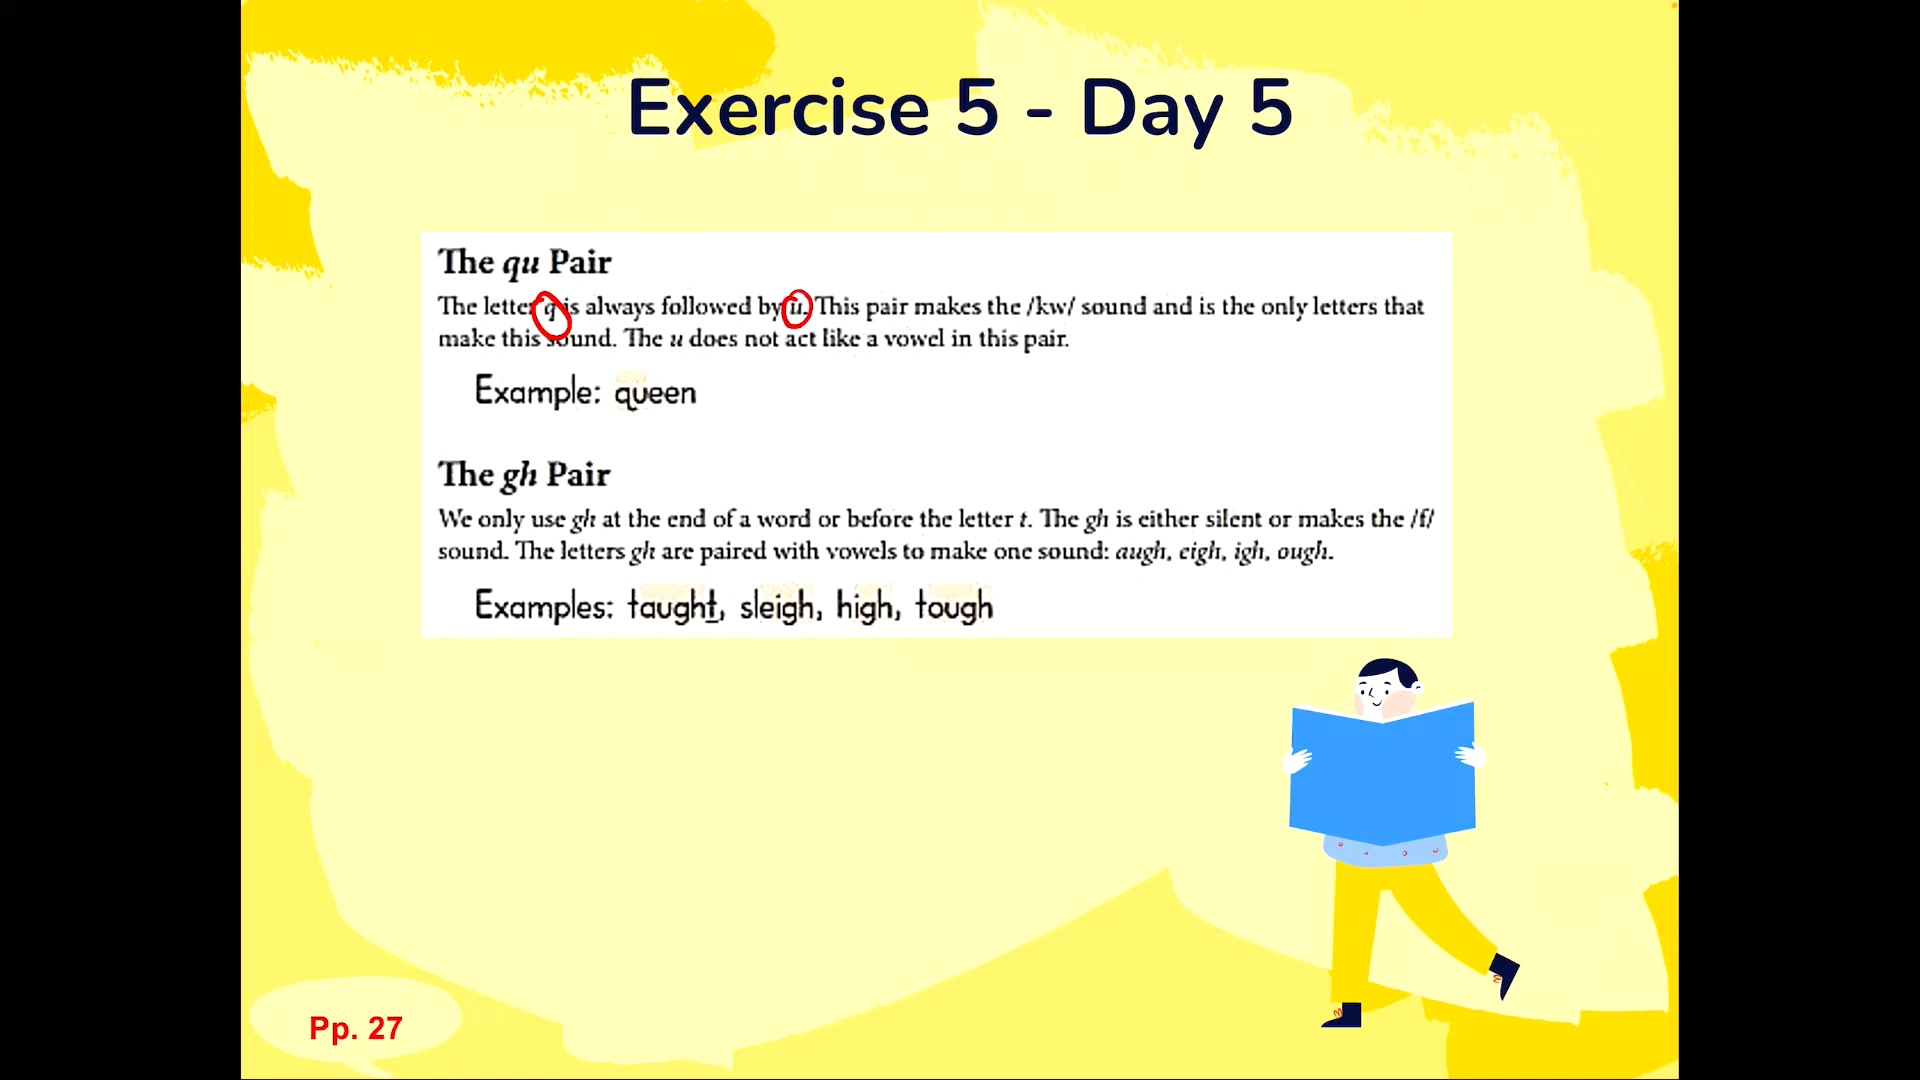 Exercise 5 - Day 5
The qu Pair
The letter q is always followed by u. This pair makes the /kw/ sound and is the only letters that
make this sound. The u does not act like a vowel in this pair.
Example: queen
The gh Pair
We only use gh at the end of a word or before the letter t. The gh is either silent or makes the /f/
sound. The letters gh are paired with vowels to make one sound: augh, eigh, igh, ough.
Examples: taught, sleigh, high, tough
Pp. 27